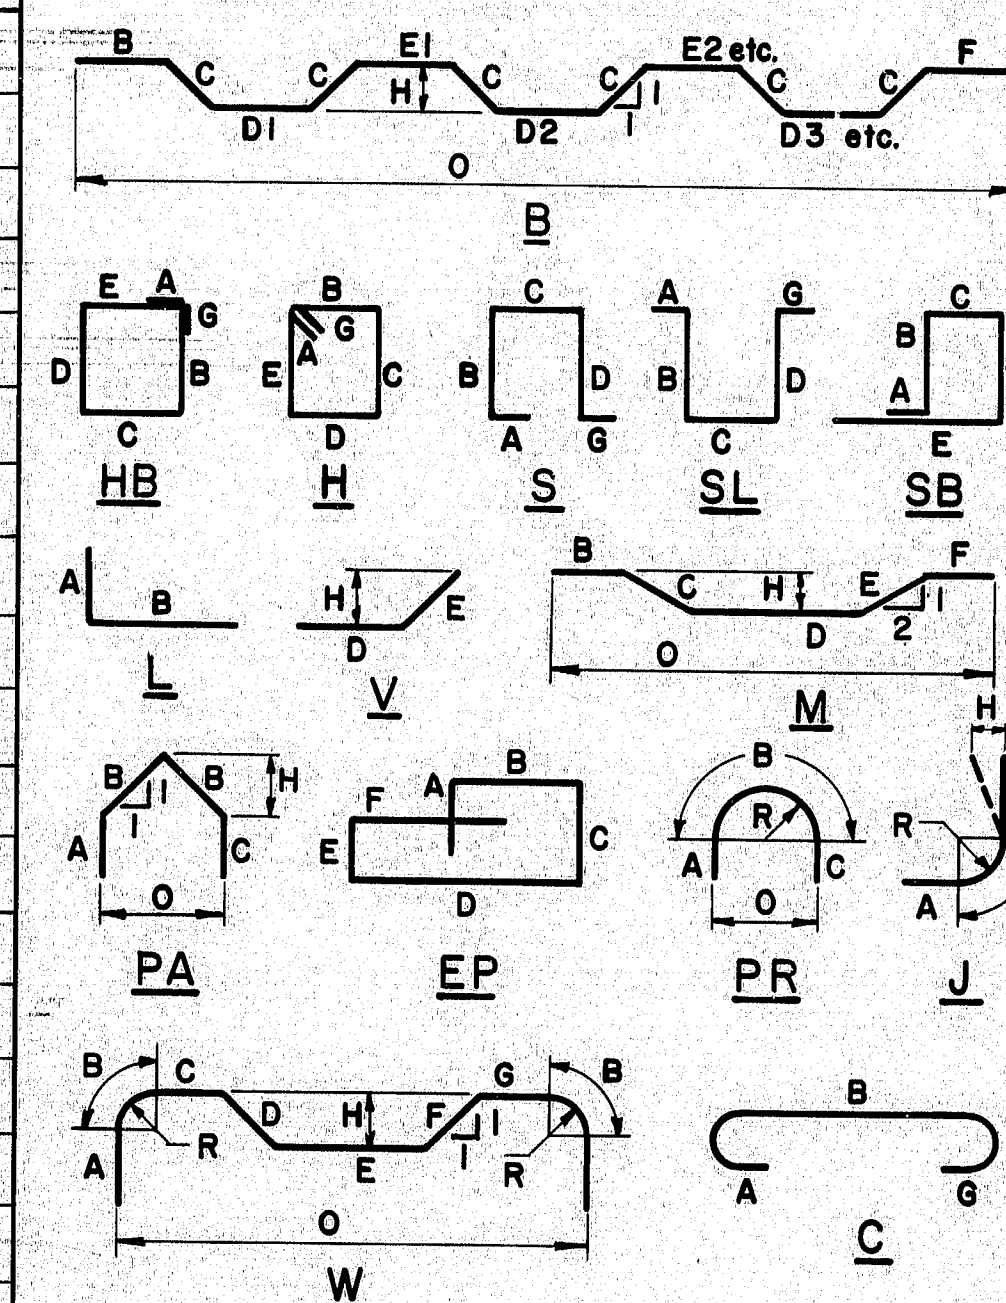 B C D1 C E1 H C D2 C 1 1 E2 etc. C D3 etc. C F
O
B
E A G D B C
B G A E C D
C B D A G
A G B D C
C B A E
HB H S SL SB
A B
H E D
B C H E F D 1 2 O
L V M
B B H 1 1 A C O
B A F E C D
B R A C O
H R A
PA EP PR J
B C R A D H E F 1 1 G B R O
B A G
W C